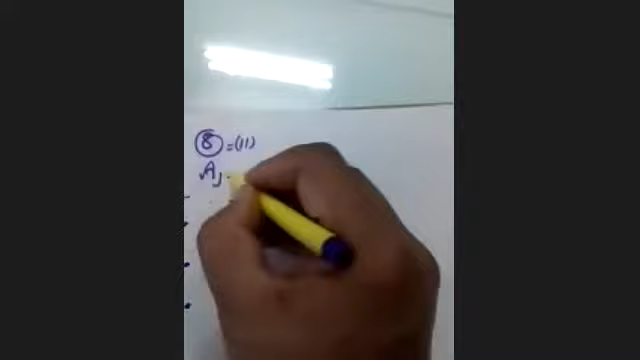 8 = (11)
A